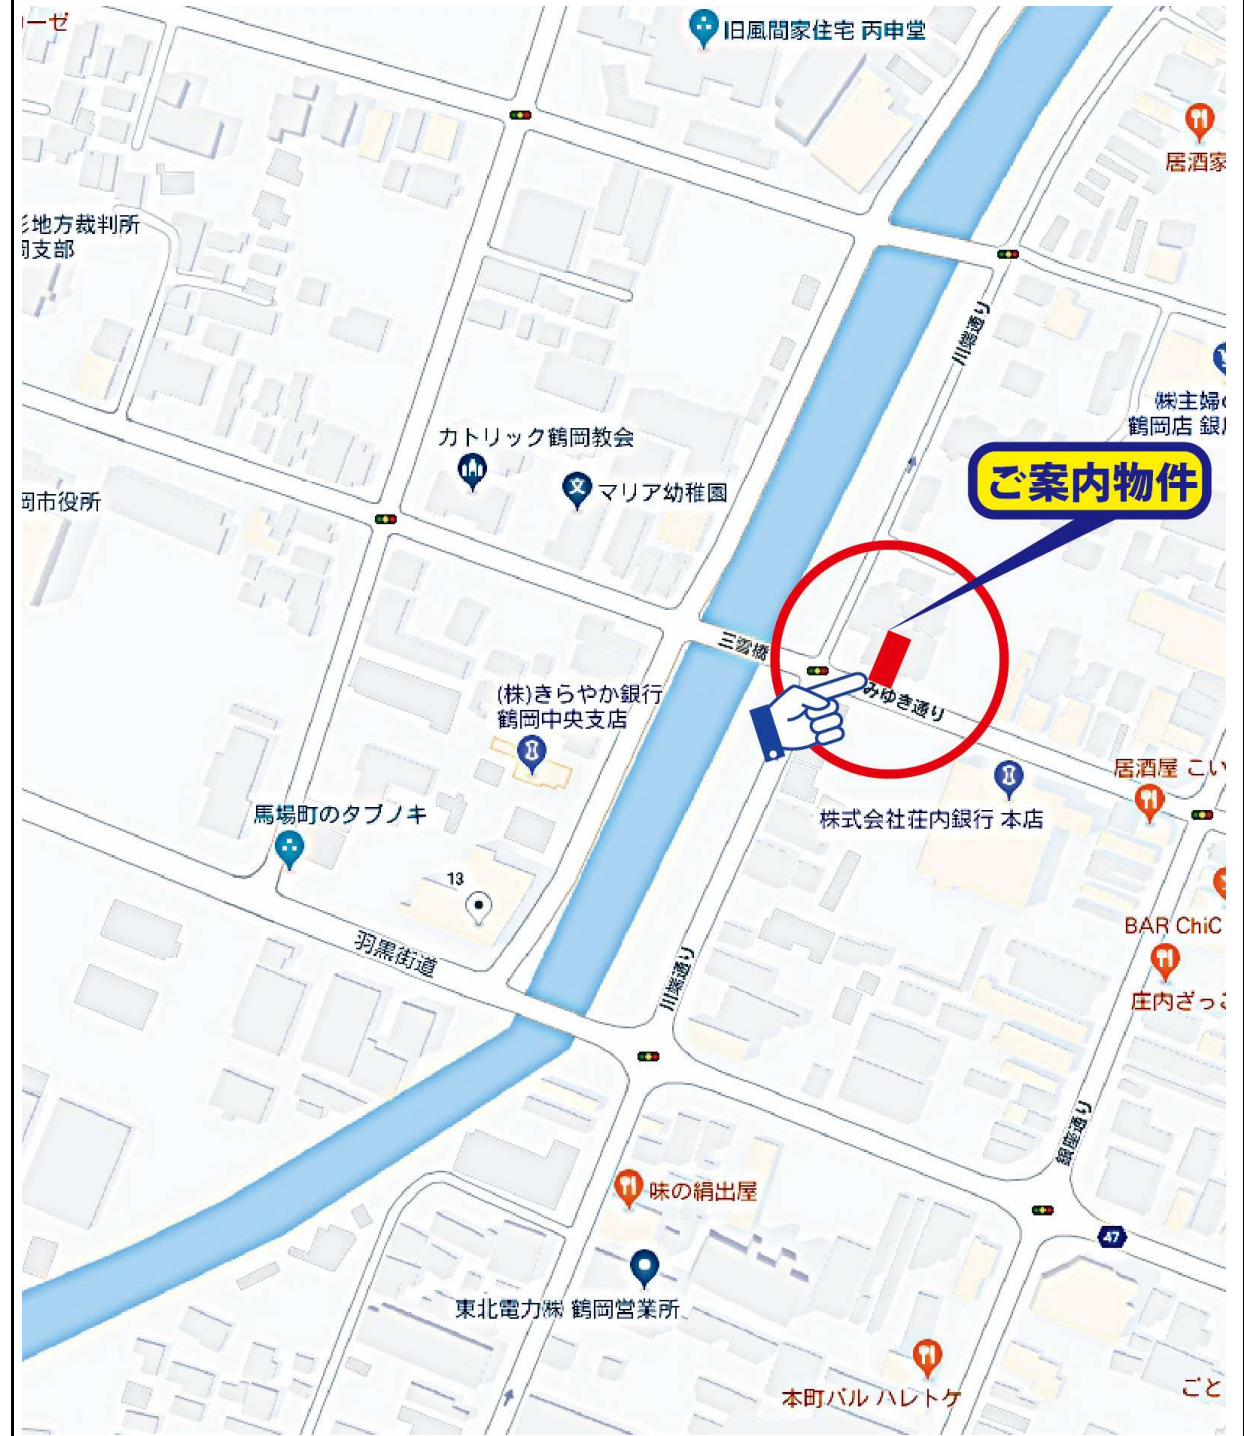 ーゼ
旧風間家住宅 丙申堂
居酒家
地方裁判所
支部
川端通り
㈱主婦の
鶴岡店 銀
カトリック鶴岡教会
マリア幼稚園
ご案内物件
岡市役所
三雪橋
みゆき通り
(株)きらやか銀行
鶴岡中央支店
居酒屋 こい
株式会社荘内銀行 本店
馬場町のタブノキ
13
BAR ChiC
羽黒街道
川端通り
庄内ざっこ
銀座通り
味の絹出屋
47
東北電力㈱ 鶴岡営業所
本町バル ハレトケ
ごと